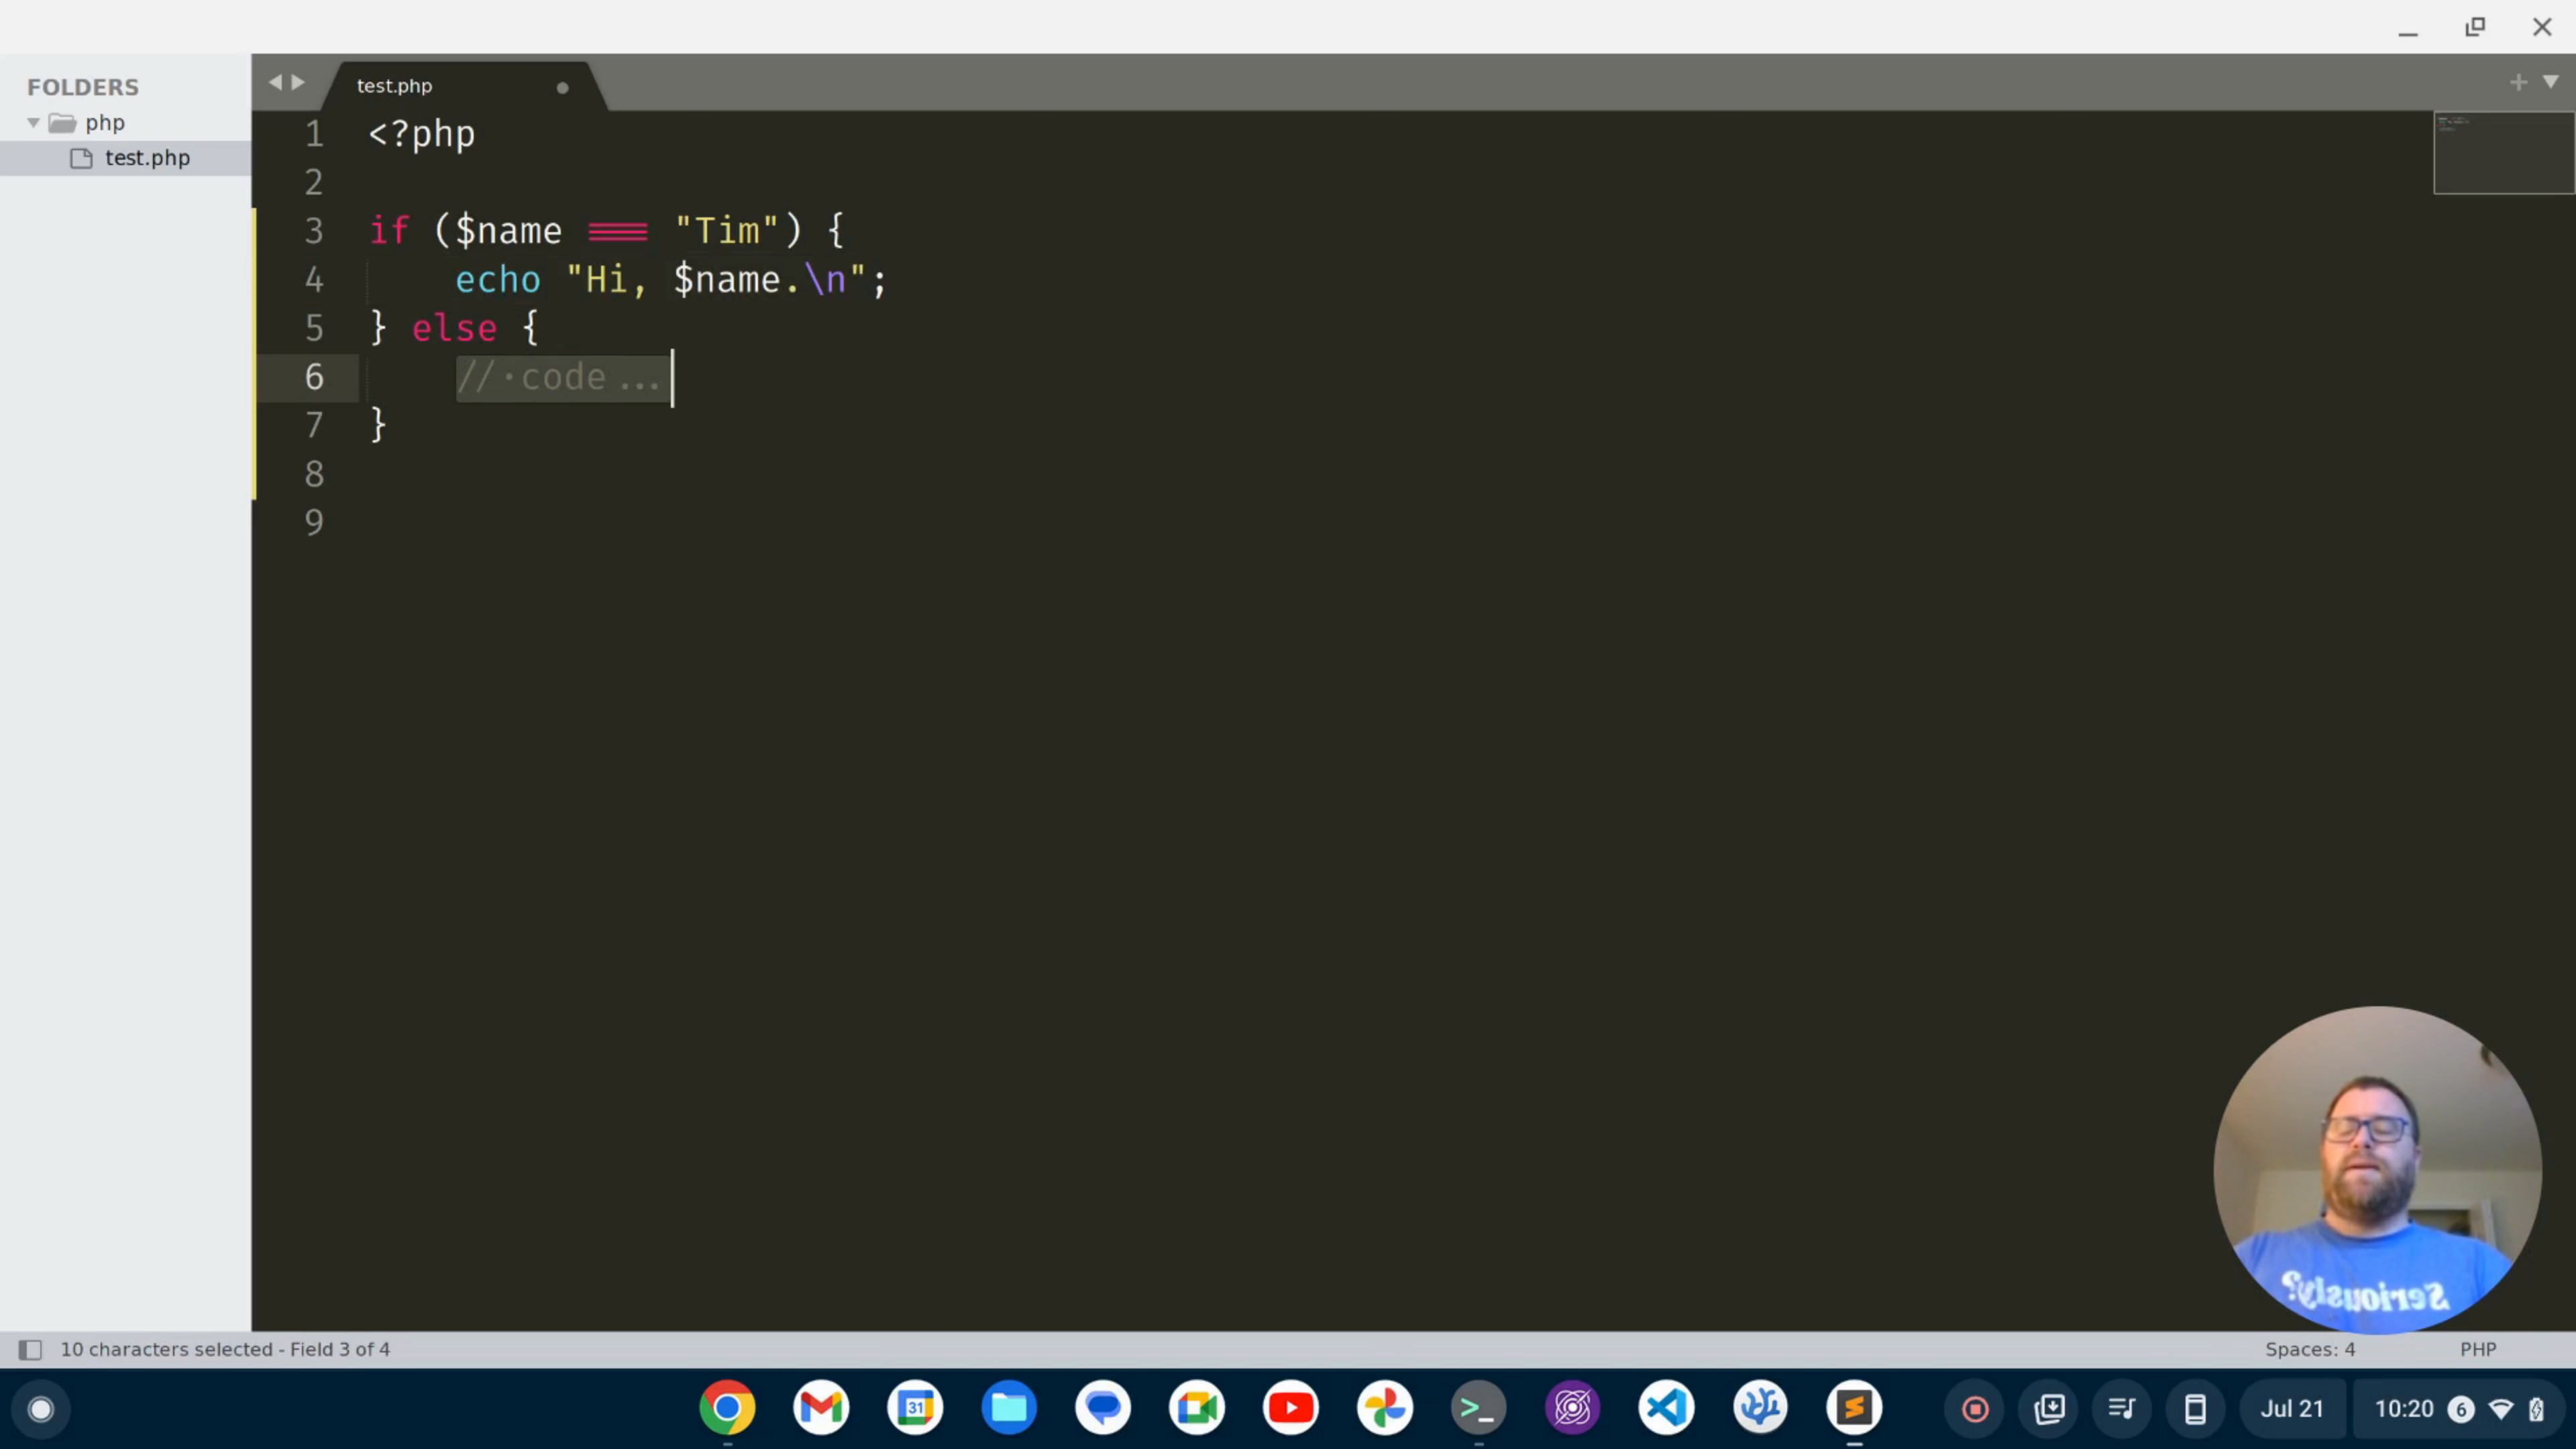 FOLDERS
php
test.php
test.php
1 <?php
2
3 if ($name === "Tim") {
4 echo "Hi, $name.\n";
5 } else {
6 // code...
7 }
8
9
Seriously?
10 characters selected - Field 3 of 4
Spaces: 4
PHP
31
>_
Jul 21
10:20
6